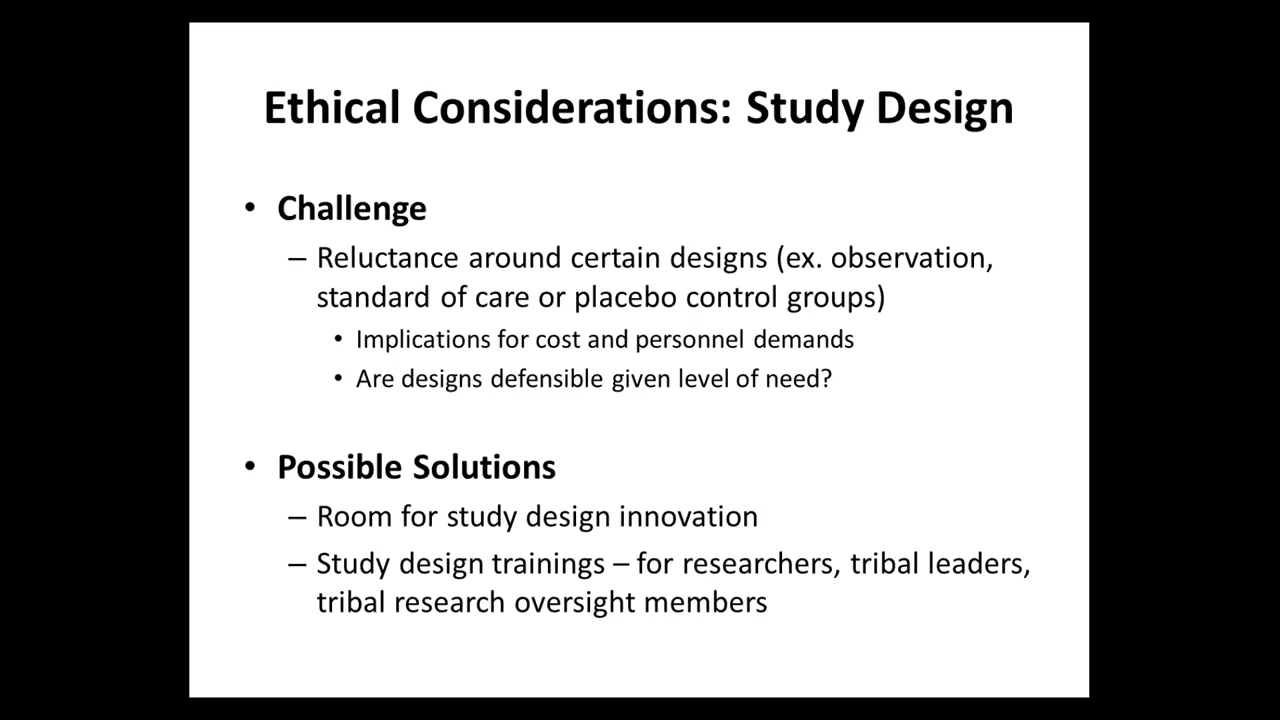 Ethical Considerations: Study Design
• Challenge
– Reluctance around certain designs (ex. observation,
standard of care or placebo control groups)
• Implications for cost and personnel demands
• Are designs defensible given level of need?
• Possible Solutions
– Room for study design innovation
– Study design trainings – for researchers, tribal leaders,
tribal research oversight members